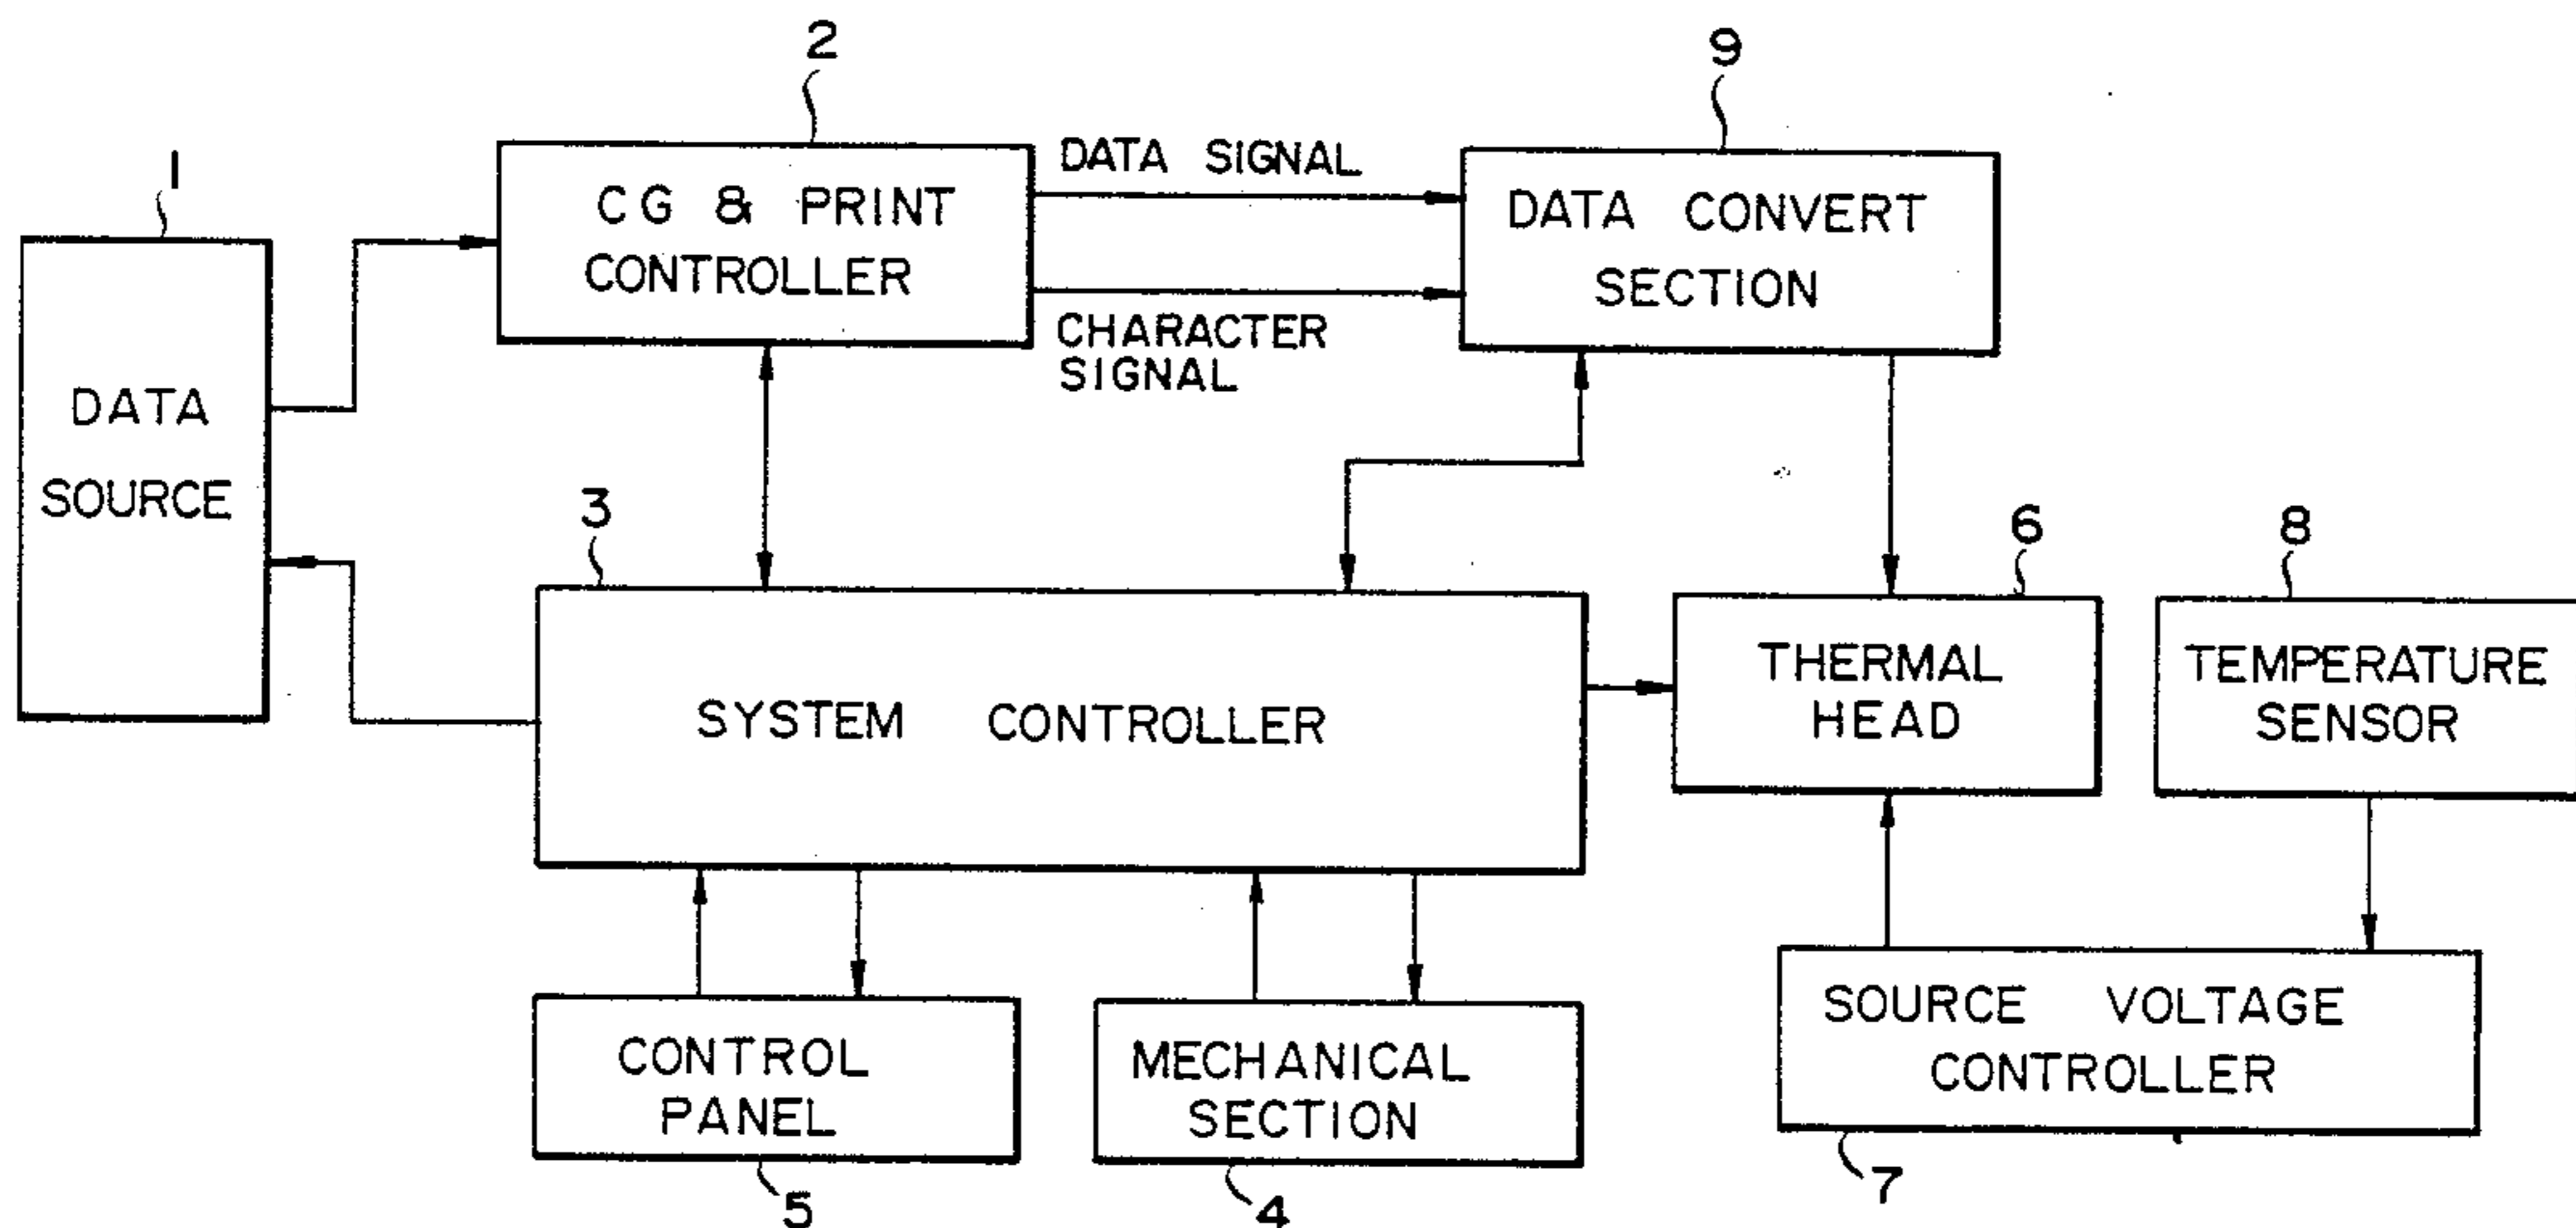 2
9
1
DATA SIGNAL
CG & PRINT
CONTROLLER
DATA CONVERT
SECTION
CHARACTER
SIGNAL
DATA
SOURCE
3
6
8
SYSTEM CONTROLLER
THERMAL
HEAD
TEMPERATURE
SENSOR
CONTROL
PANEL
MECHANICAL
SECTION
SOURCE VOLTAGE
CONTROLLER
5
4
7